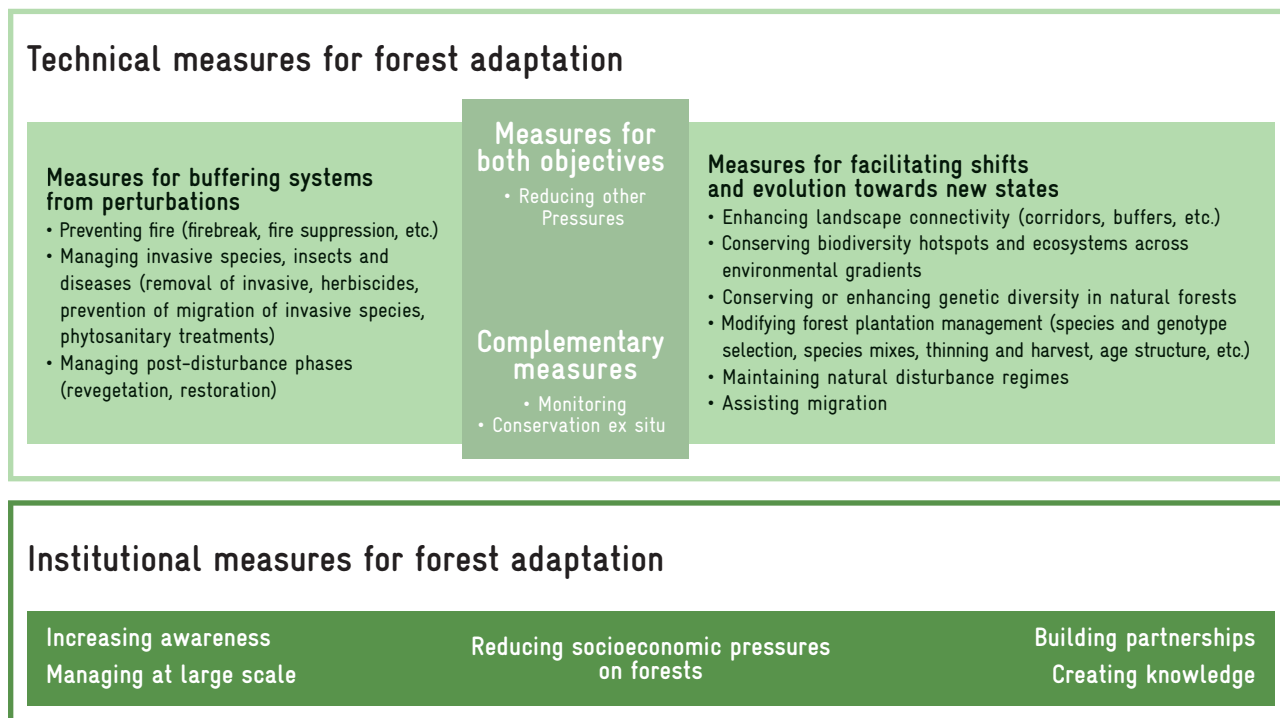 Technical measures for forest adaptation
Measures for buffering systems
from perturbations
• Preventing fire (firebreak, fire suppression, etc.)
• Managing invasive species, insects and
diseases (removal of invasive, herbiscides,
prevention of migration of invasive species,
phytosanitary treatments)
• Managing post-disturbance phases
(revegetation, restoration)
Measures for
both objectives
• Reducing other
Pressures
Complementary
measures
• Monitoring
• Conservation ex situ
Measures for facilitating shifts
and evolution towards new states
• Enhancing landscape connectivity (corridors, buffers, etc.)
• Conserving biodiversity hotspots and ecosystems across
environmental gradients
• Conserving or enhancing genetic diversity in natural forests
• Modifying forest plantation management (species and genotype
selection, species mixes, thinning and harvest, age structure, etc.)
• Maintaining natural disturbance regimes
• Assisting migration
Institutional measures for forest adaptation
Increasing awareness
Managing at large scale
Reducing socioeconomic pressures
on forests
Building partnerships
Creating knowledge